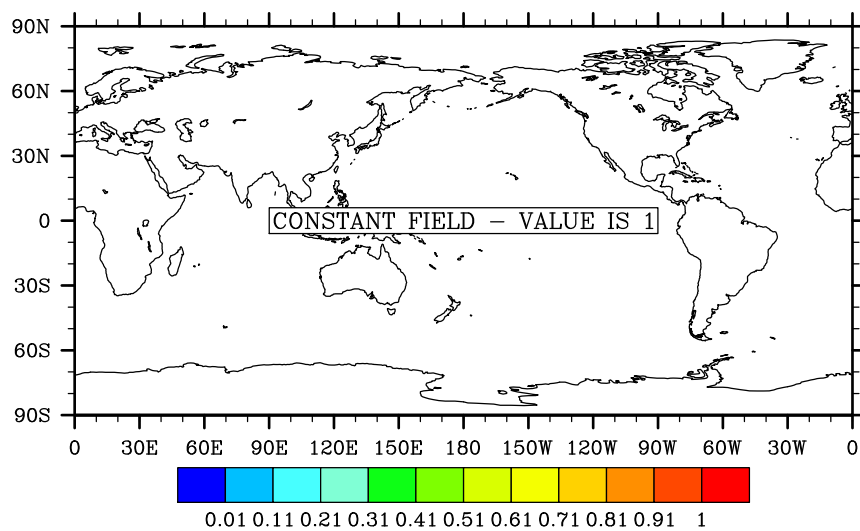 90N
60N
30N
0
30S
60S
90S
CONSTANT FIELD − VALUE IS 1
0 30E 60E 90E 120E 150E 180 150W 120W 90W 60W 30W 0
0.01 0.11 0.21 0.31 0.41 0.51 0.61 0.71 0.81 0.91 1